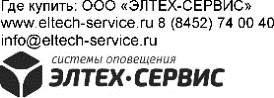 Где купить: ООО «ЭЛТЕХ-СЕРВИС»
www.eltech-service.ru 8 (8452) 74 00 40
info@eltech-service.ru
системы оповещения
ЭЛТЕХ·СЕРВИС